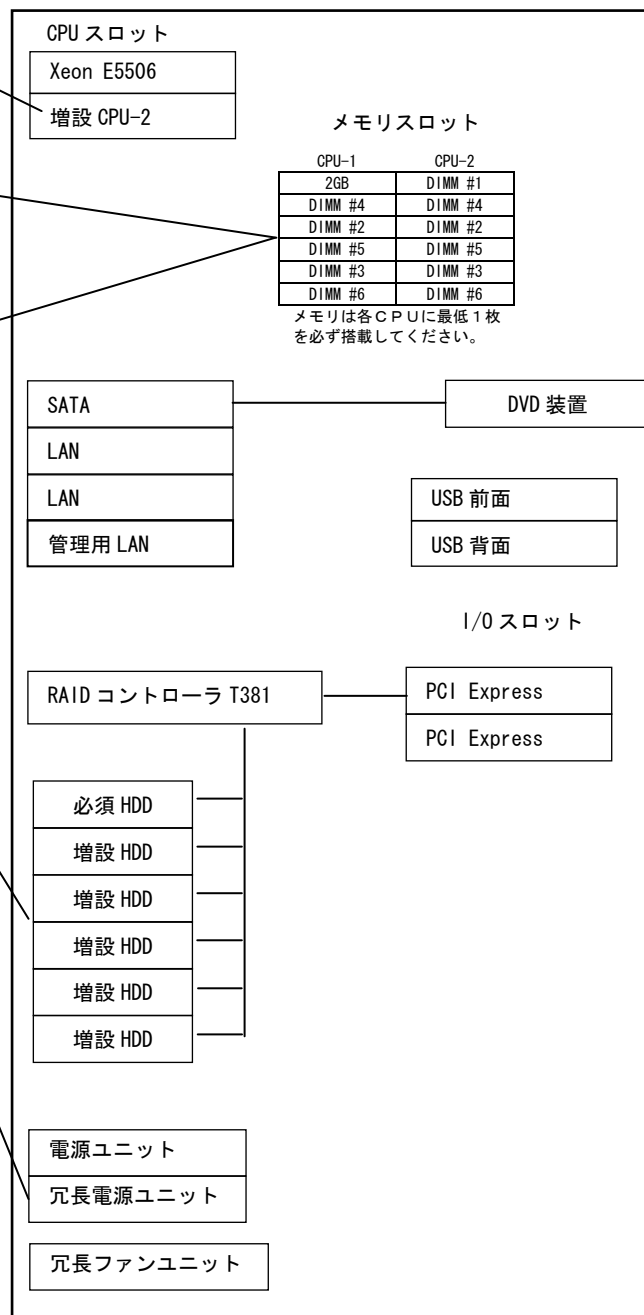 CPU スロット
Xeon E5506
増設 CPU-2
メモリスロット
CPU-1 CPU-2
2GB DIMM #1
DIMM #4 DIMM #4
DIMM #2 DIMM #2
DIMM #5 DIMM #5
DIMM #3 DIMM #3
DIMM #6 DIMM #6
メモリは各ＣＰＵに最低１枚
を必ず搭載してください。
SATA
DVD 装置
LAN
LAN
管理用 LAN
USB 前面
USB 背面
I/O スロット
RAID コントローラ T381
PCI Express
PCI Express
必須 HDD
増設 HDD
増設 HDD
増設 HDD
増設 HDD
増設 HDD
電源ユニット
冗長電源ユニット
冗長ファンユニット